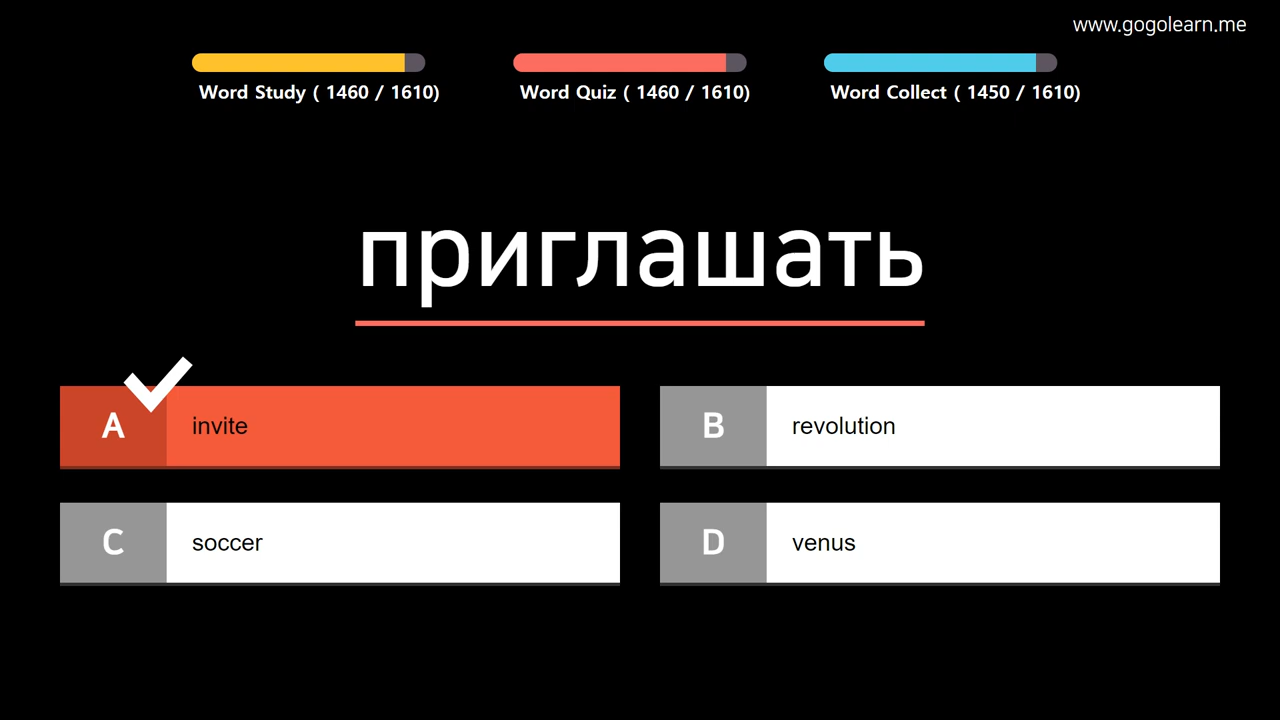 www.gogolearn.me
Word Study ( 1460 / 1610)
Word Quiz ( 1460 / 1610)
Word Collect ( 1450 / 1610)
приглашать
A invite
B revolution
C soccer
D venus